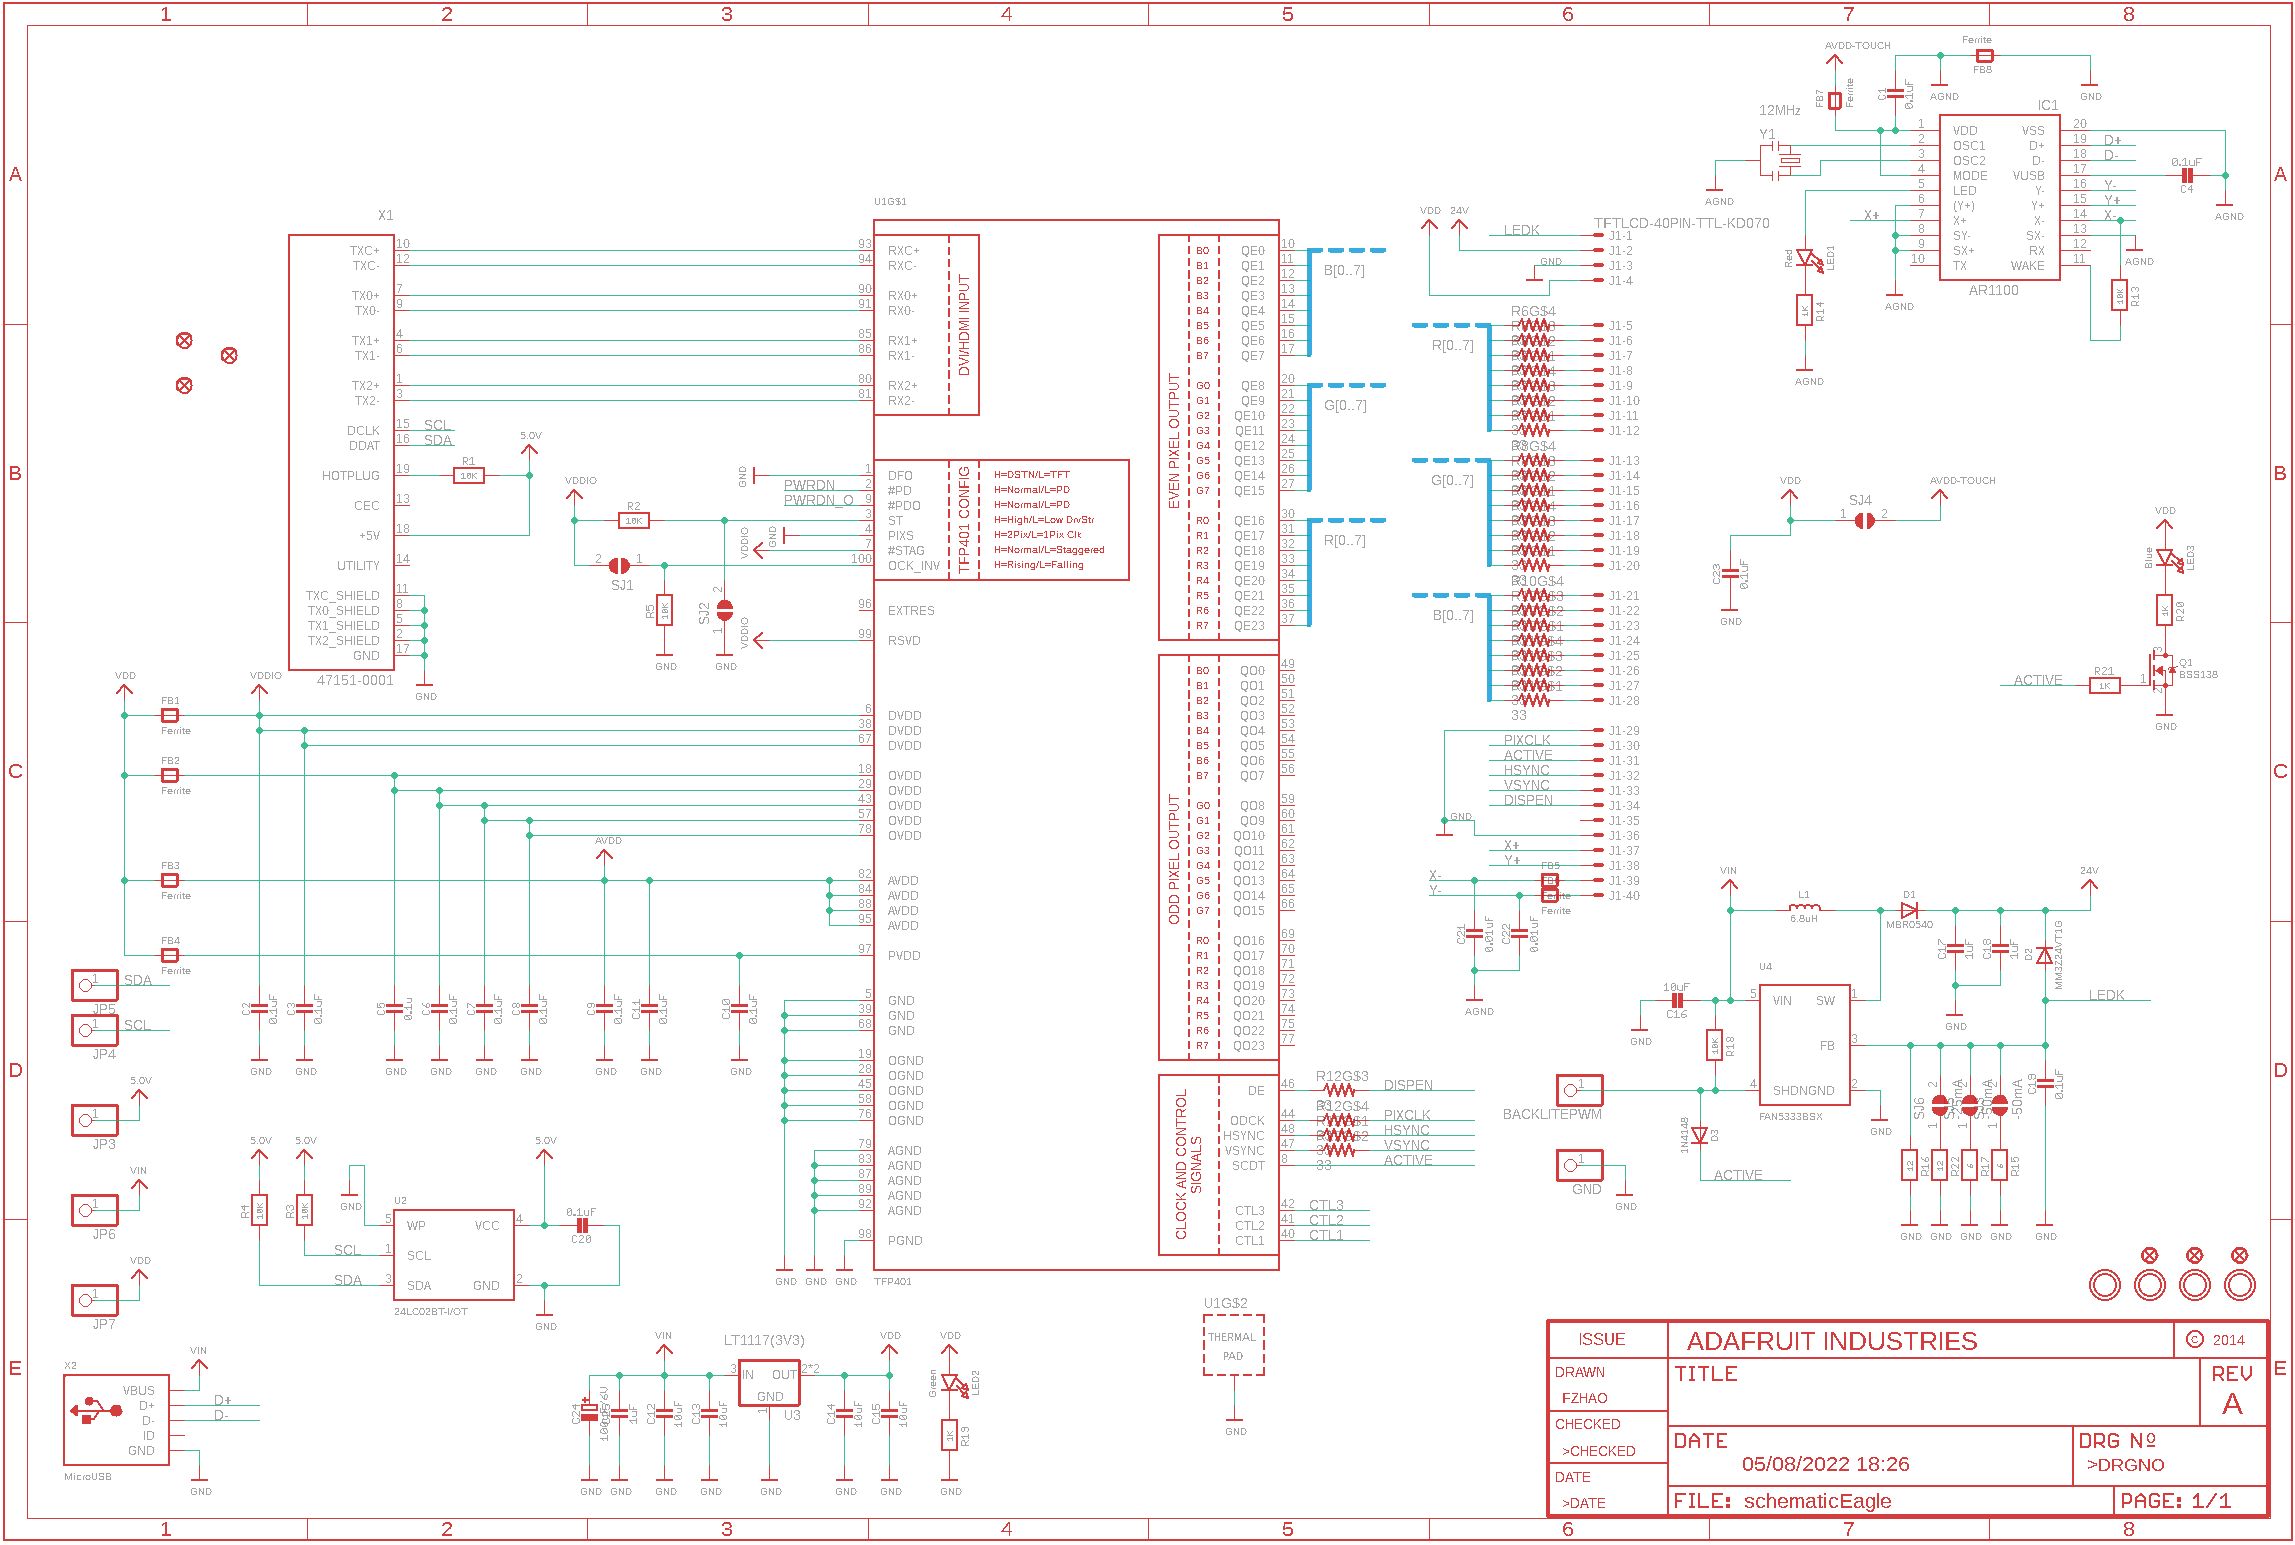 1 2 3 4 5 6 7 8
A
B
C
D
E
X1
TXC+ 10
TXC- 12
TX0+ 7
TX0- 9
TX1+ 4
TX1- 6
TX2+ 1
TX2- 3
DCLK 15 SCL
DDAT 16 SDA
HOTPLUG 19
CEC 13
+5V 18
UTILITY 14
TXC_SHIELD 11
TX0_SHIELD 8
TX1_SHIELD 5
TX2_SHIELD 2
GND 17
47151-0001
GND
R1
10K
5.0V
VDDIO
R2
10K
2 1
SJ1
R5
10K
SJ2
2
1
GND
GND
GND
PWRDN
PWRDN_O
VDDIO
GND
VDDIO
U1G$1
93 RXC+
94 RXC-
90 RX0+
91 RX0-
85 RX1+
86 RX1-
80 RX2+
81 RX2-
DVI/HDMI INPUT
1 DFO H=DSTN/L=TFT
2 #PD H=Normal/L=PD
9 #PDO H=Normal/L=PD
3 ST H=High/L=Low DrvStr
4 PIXS H=2Pix/L=1Pix Clk
7 #STAG H=Normal/L=Staggered
100 OCK_INV H=Rising/L=Falling
TFP401 CONFIG
96 EXTRES
99 RSVD
6 DVDD
38 DVDD
67 DVDD
18 OVDD
29 OVDD
43 OVDD
57 OVDD
78 OVDD
82 AVDD
84 AVDD
88 AVDD
95 AVDD
97 PVDD
5 GND
39 GND
68 GND
19 OGND
28 OGND
45 OGND
58 OGND
76 OGND
79 AGND
83 AGND
87 AGND
89 AGND
92 AGND
98 PGND
GND GND GND
TFP401
EVEN PIXEL OUTPUT
B0 QE0 10
B1 QE1 11
B2 QE2 12
B3 QE3 13
B4 QE4 14
B5 QE5 15
B6 QE6 16
B7 QE7 17
G0 QE8 20
G1 QE9 21
G2 QE10 22
G3 QE11 23
G4 QE12 24
G5 QE13 25
G6 QE14 26
G7 QE15 27
R0 QE16 30
R1 QE17 31
R2 QE18 32
R3 QE19 33
R4 QE20 34
R5 QE21 35
R6 QE22 36
R7 QE23 37
B[0..7]
G[0..7]
R[0..7]
ODD PIXEL OUTPUT
B0 QO0 49
B1 QO1 50
B2 QO2 51
B3 QO3 52
B4 QO4 53
B5 QO5 54
B6 QO6 55
B7 QO7 56
G0 QO8 59
G1 QO9 60
G2 QO10 61
G3 QO11 62
G4 QO12 63
G5 QO13 64
G6 QO14 65
G7 QO15 66
R0 QO16 69
R1 QO17 70
R2 QO18 71
R3 QO19 72
R4 QO20 73
R5 QO21 74
R6 QO22 75
R7 QO23 77
CLOCK AND CONTROL
SIGNALS
DE 46 R12G$3 DISPEN
ODCK 44 R12G$4 PIXCLK
HSYNC 48 HSYNC
VSYNC 47 VSYNC
SCDT 8 33 ACTIVE
CTL3 42 CTL3
CTL2 41 CTL2
CTL1 40 CTL1
U1G$2
THERMAL
PAD
GND
VDD
FB1
Ferrite
FB2
Ferrite
FB3
Ferrite
FB4
Ferrite
VDDIO
AVDD
C2 0.1uF
C3 0.1uF
C5 0.1u
C6 0.1uF
C7 0.1uF
C8 0.1uF
C9 0.1uF
C11 0.1uF
C10 0.1uF
GND GND GND GND GND GND GND GND GND
1 SDA
JP5
1 SCL
JP4
5.0V
1
JP3
VIN
1
JP6
VDD
1
JP7
5.0V 5.0V 5.0V
R4 10K
R3 10K
GND
U2
5 WP VCC 4
1 SCL
3 SDA GND 2
SCL
SDA
24LC02BT-I/OT
0.1uF
C20
GND
X2
VBUS
D+ D+
D- D-
ID
GND
MicroUSB
VIN
GND
VIN
LT1117(3V3)
3 IN OUT 2*2
GND
1
U3
VDD
VDD
C24
1uF
C12 10uF
C13 10uF
C14 10uF
C15 10uF
Green
LED2
R19 1K
GND GND GND GND GND GND GND GND
VDD 24V
TFTLCD-40PIN-TTL-KD070
LEDK J1-1
J1-2
GND J1-3
J1-4
R6G$4
R[0..7]
J1-5
J1-6
J1-7
J1-8
J1-9
J1-10
J1-11
J1-12
G[0..7]
J1-13
J1-14
J1-15
J1-16
J1-17
J1-18
J1-19
J1-20
B[0..7]
J1-21
J1-22
J1-23
J1-24
J1-25
J1-26
J1-27
J1-28
33
J1-29
PIXCLK J1-30
ACTIVE J1-31
HSYNC J1-32
VSYNC J1-33
DISPEN J1-34
J1-35
GND J1-36
X+ J1-37
Y+ J1-38
X- FB5 J1-39
Y- J1-40
Ferrite
C21 0.01uF
C22 0.01uF
AGND
AVDD-TOUCH
FB7
Ferrite
C1 0.1uF
Ferrite
FB8
AGND
GND
12MHz
Y1
AGND
IC1
1 VDD VSS 20
2 OSC1 D+ 19 D+
3 OSC2 D- 18 D-
4 MODE VUSB 17
5 LED Y- 16 Y-
6 (Y+) Y+ 15 Y+
X+ 7 X+ X- 14 X-
8 SY- SX- 13
9 SX+ RX 12
10 TX WAKE 11
AR1100
AGND
0.1uF
C4
AGND
AGND
R13 10K
Red
LED1
R14 1K
AGND
VDD
SJ4
1 2
AVDD-TOUCH
C23 0.1uF
GND
VDD
Blue
LED3
R20 1K
ACTIVE
R21
1K
1 3 2
Q1
BSS138
GND
VIN
L1
6.8uH
D1
MBR0540
24V
C17 1uF
C18 1uF
D2
MM3Z24VT1G
GND
LEDK
U4
5 VIN SW 1
FB 3
4 SHDN GND 2
FAN5333BSX
10uF
C16
GND
R18 10K
1
BACKLITEPWM
1N4148
D3
ACTIVE
1
GND
GND
GND
SJ6
R16 12
R22 12
R17 6
R15 6
C19 0.1uF
GND GND GND GND GND
ISSUE
ADAFRUIT INDUSTRIES
© 2014
DRAWN
FZHAO
TITLE
REV
A
CHECKED
>CHECKED
DATE
05/08/2022 18:26
DRG Nº
>DRGNO
DATE
>DATE
FILE: schematicEagle
PAGE: 1/1
1 2 3 4 5 6 7 8